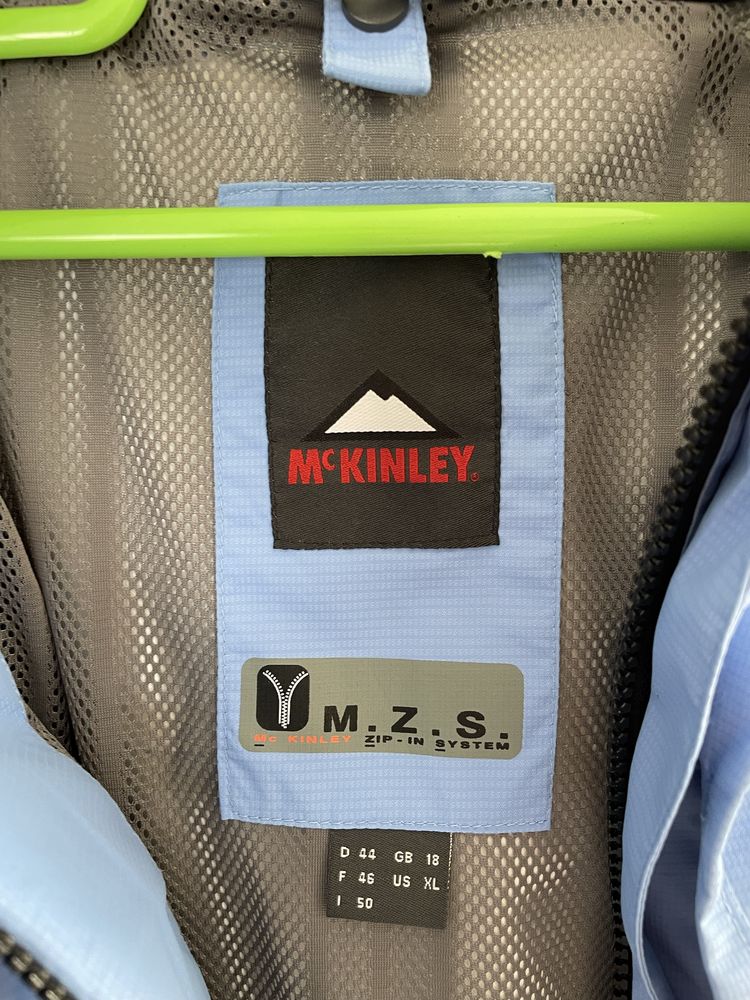 McKINLEY®
M.Z.S.
Mc KINLEY ZIP-IN SYSTEM
D 44 GB 18
F 46 US XL
I 50